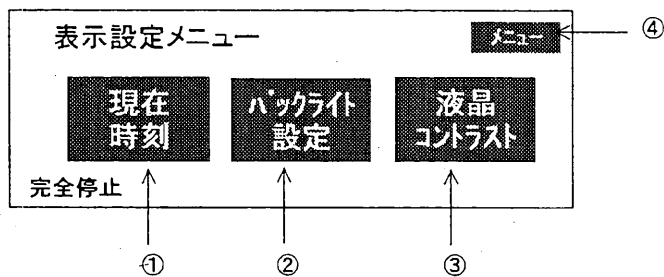 表示設定メニュー
メニュー
④
現在
時刻
バックライト
設定
液晶
コントラスト
完全停止
①
②
③